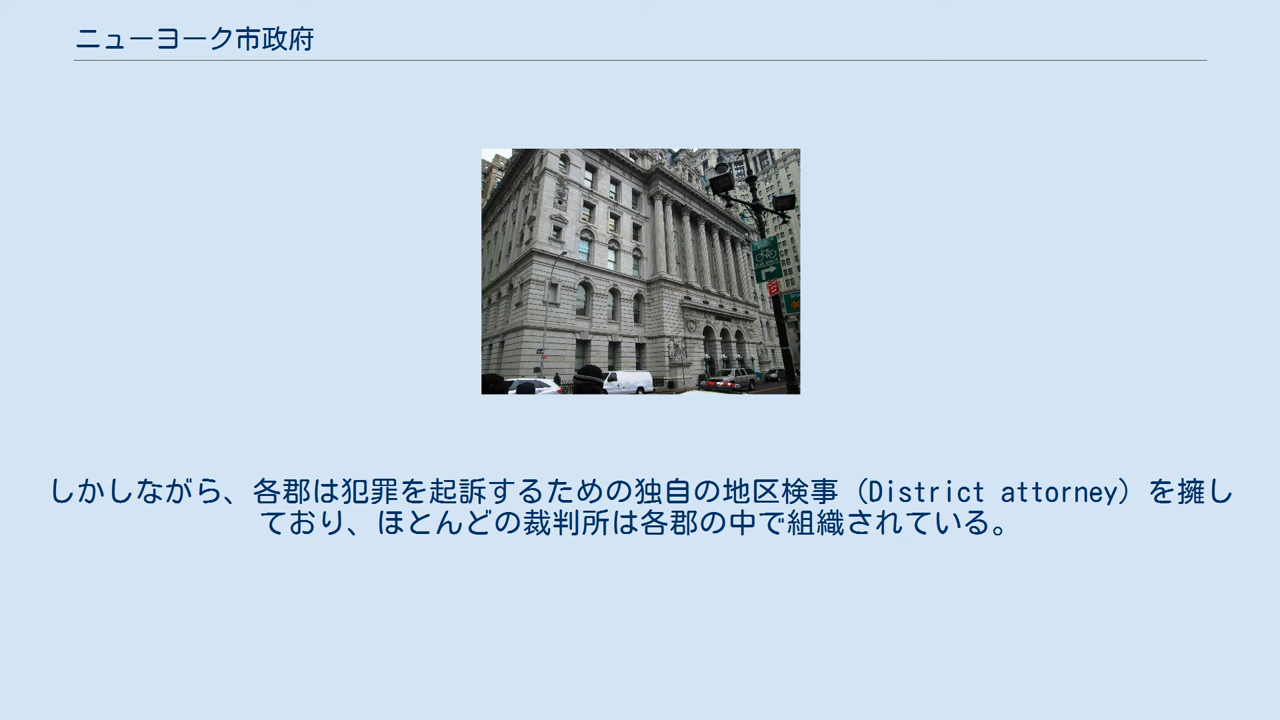 ニューヨーク市政府
しかしながら、各郡は犯罪を起訴するための独自の地区検事（District attorney）を擁し
ており、ほとんどの裁判所は各郡の中で組織されている。